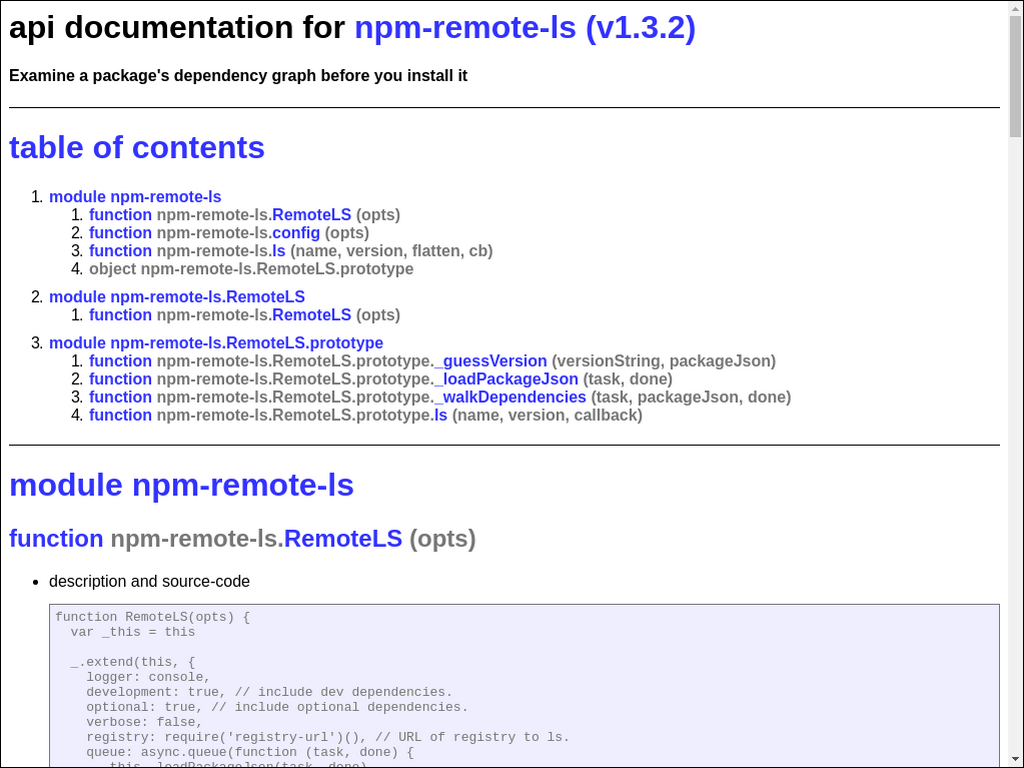 api documentation for npm-remote-ls (v1.3.2)
Examine a package's dependency graph before you install it
table of contents
1. module npm-remote-ls
1. function npm-remote-ls.RemoteLS (opts)
2. function npm-remote-ls.config (opts)
3. function npm-remote-ls.ls (name, version, flatten, cb)
4. object npm-remote-ls.RemoteLS.prototype
2. module npm-remote-ls.RemoteLS
1. function npm-remote-ls.RemoteLS (opts)
3. module npm-remote-ls.RemoteLS.prototype
1. function npm-remote-ls.RemoteLS.prototype._guessVersion (versionString, packageJson)
2. function npm-remote-ls.RemoteLS.prototype._loadPackageJson (task, done)
3. function npm-remote-ls.RemoteLS.prototype._walkDependencies (task, packageJson, done)
4. function npm-remote-ls.RemoteLS.prototype.ls (name, version, callback)
module npm-remote-ls
function npm-remote-ls.RemoteLS (opts)
• description and source-code
function RemoteLS(opts) {
  var _this = this
  _.extend(this, {
    logger: console,
    development: true, // include dev dependencies.
    optional: true, // include optional dependencies.
    verbose: false,
    registry: require('registry-url')(), // URL of registry to ls.
    queue: async.queue(function (task, done) {
      _this._loadPackageJson(task, done)